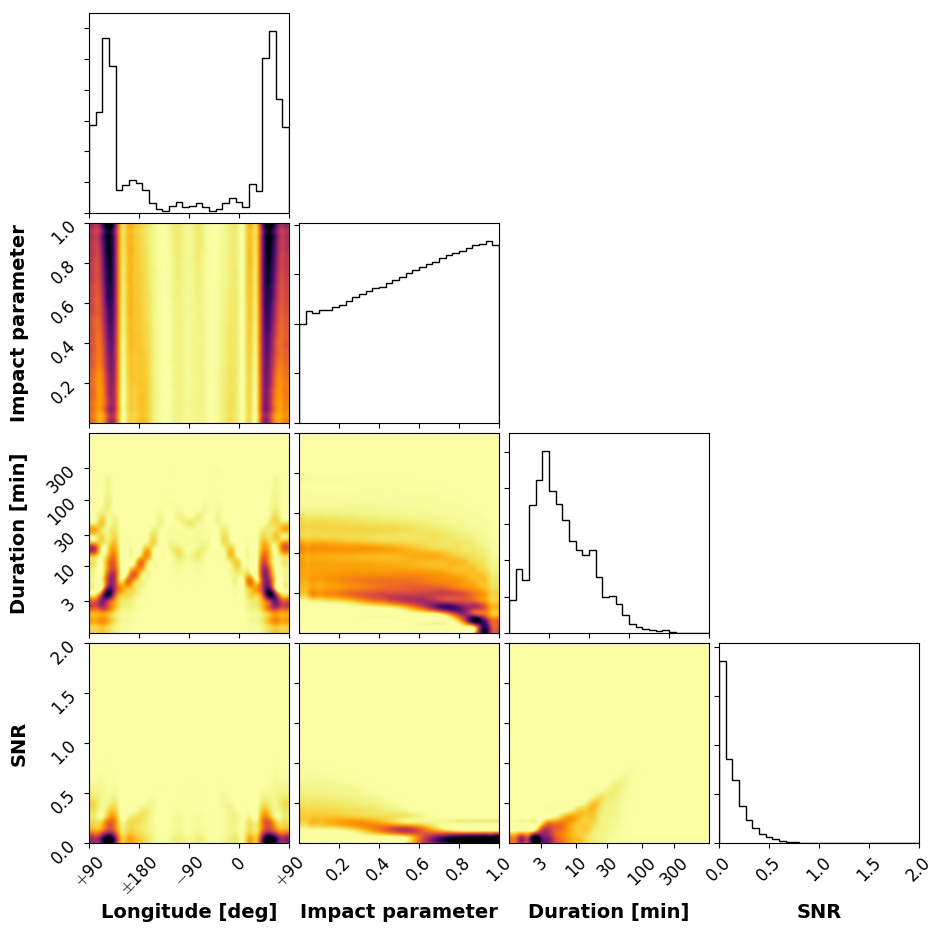 1.0
0.8
0.6
0.4
0.2
Impact parameter
300
100
30
10
3
Duration [min]
2.0
1.5
1.0
0.5
0.0
SNR
+90 ±180 −90 0 +90
0.2 0.4 0.6 0.8 1.0
3 10 30 100 300
0.0 0.5 1.0 1.5 2.0
Longitude [deg] Impact parameter Duration [min] SNR